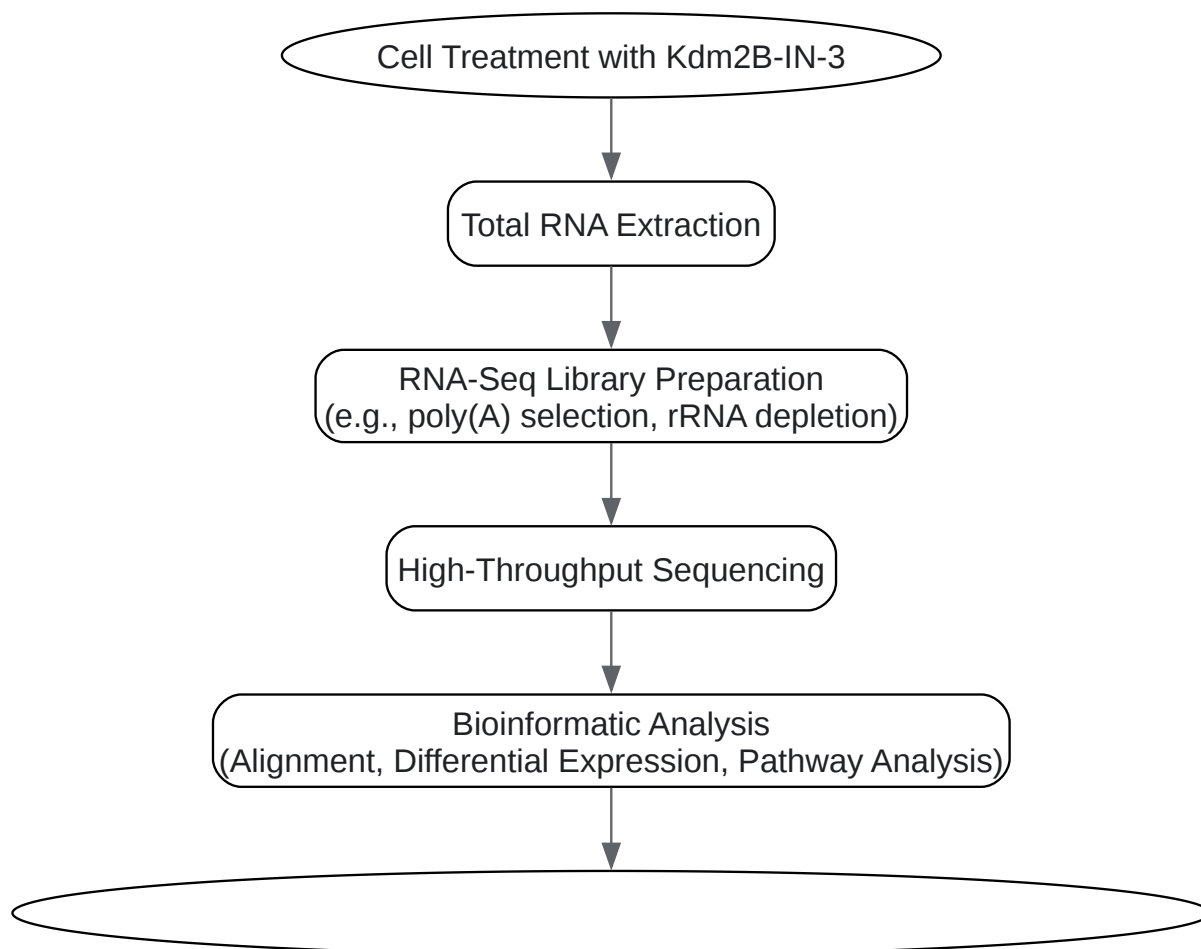 Cell Treatment with Kdm2B-IN-3
Total RNA Extraction
RNA-Seq Library Preparation
(e.g., poly(A) selection, rRNA depletion)
High-Throughput Sequencing
Bioinformatic Analysis
(Alignment, Differential Expression, Pathway Analysis)